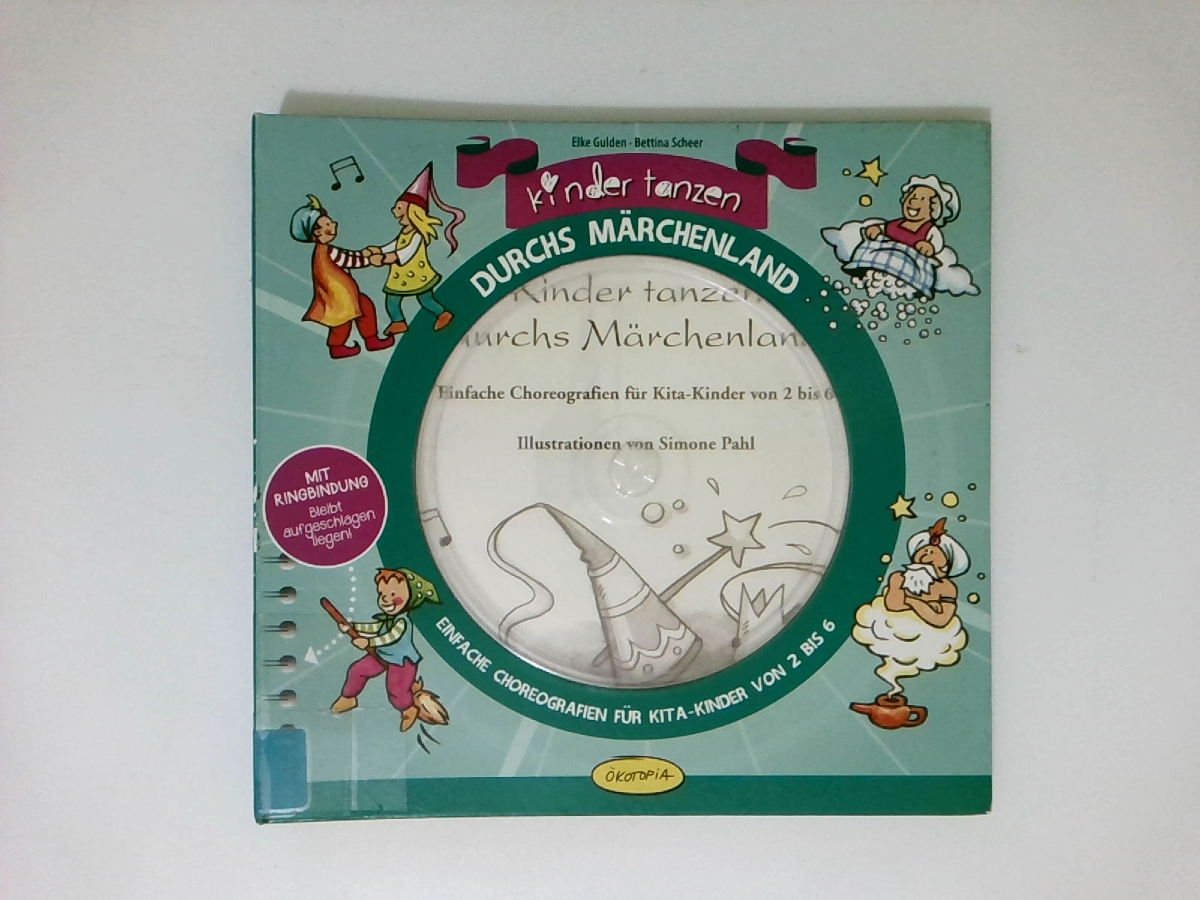 Elke Gulden - Bettina Scheer
kinder tanzen
DURCHS MÄRCHENLAND
Kinder tanzen
durchs Märchenland
Einfache Choreografien für Kita-Kinder von 2 bis 6
Illustrationen von Simone Pahl
MIT
RINGBINDUNG
Bleibt
aufgeschlagen
liegen!
EINFACHE CHOREOGRAFIEN FÜR KITA-KINDER VON 2 BIS 6
ÖKOTOPIA